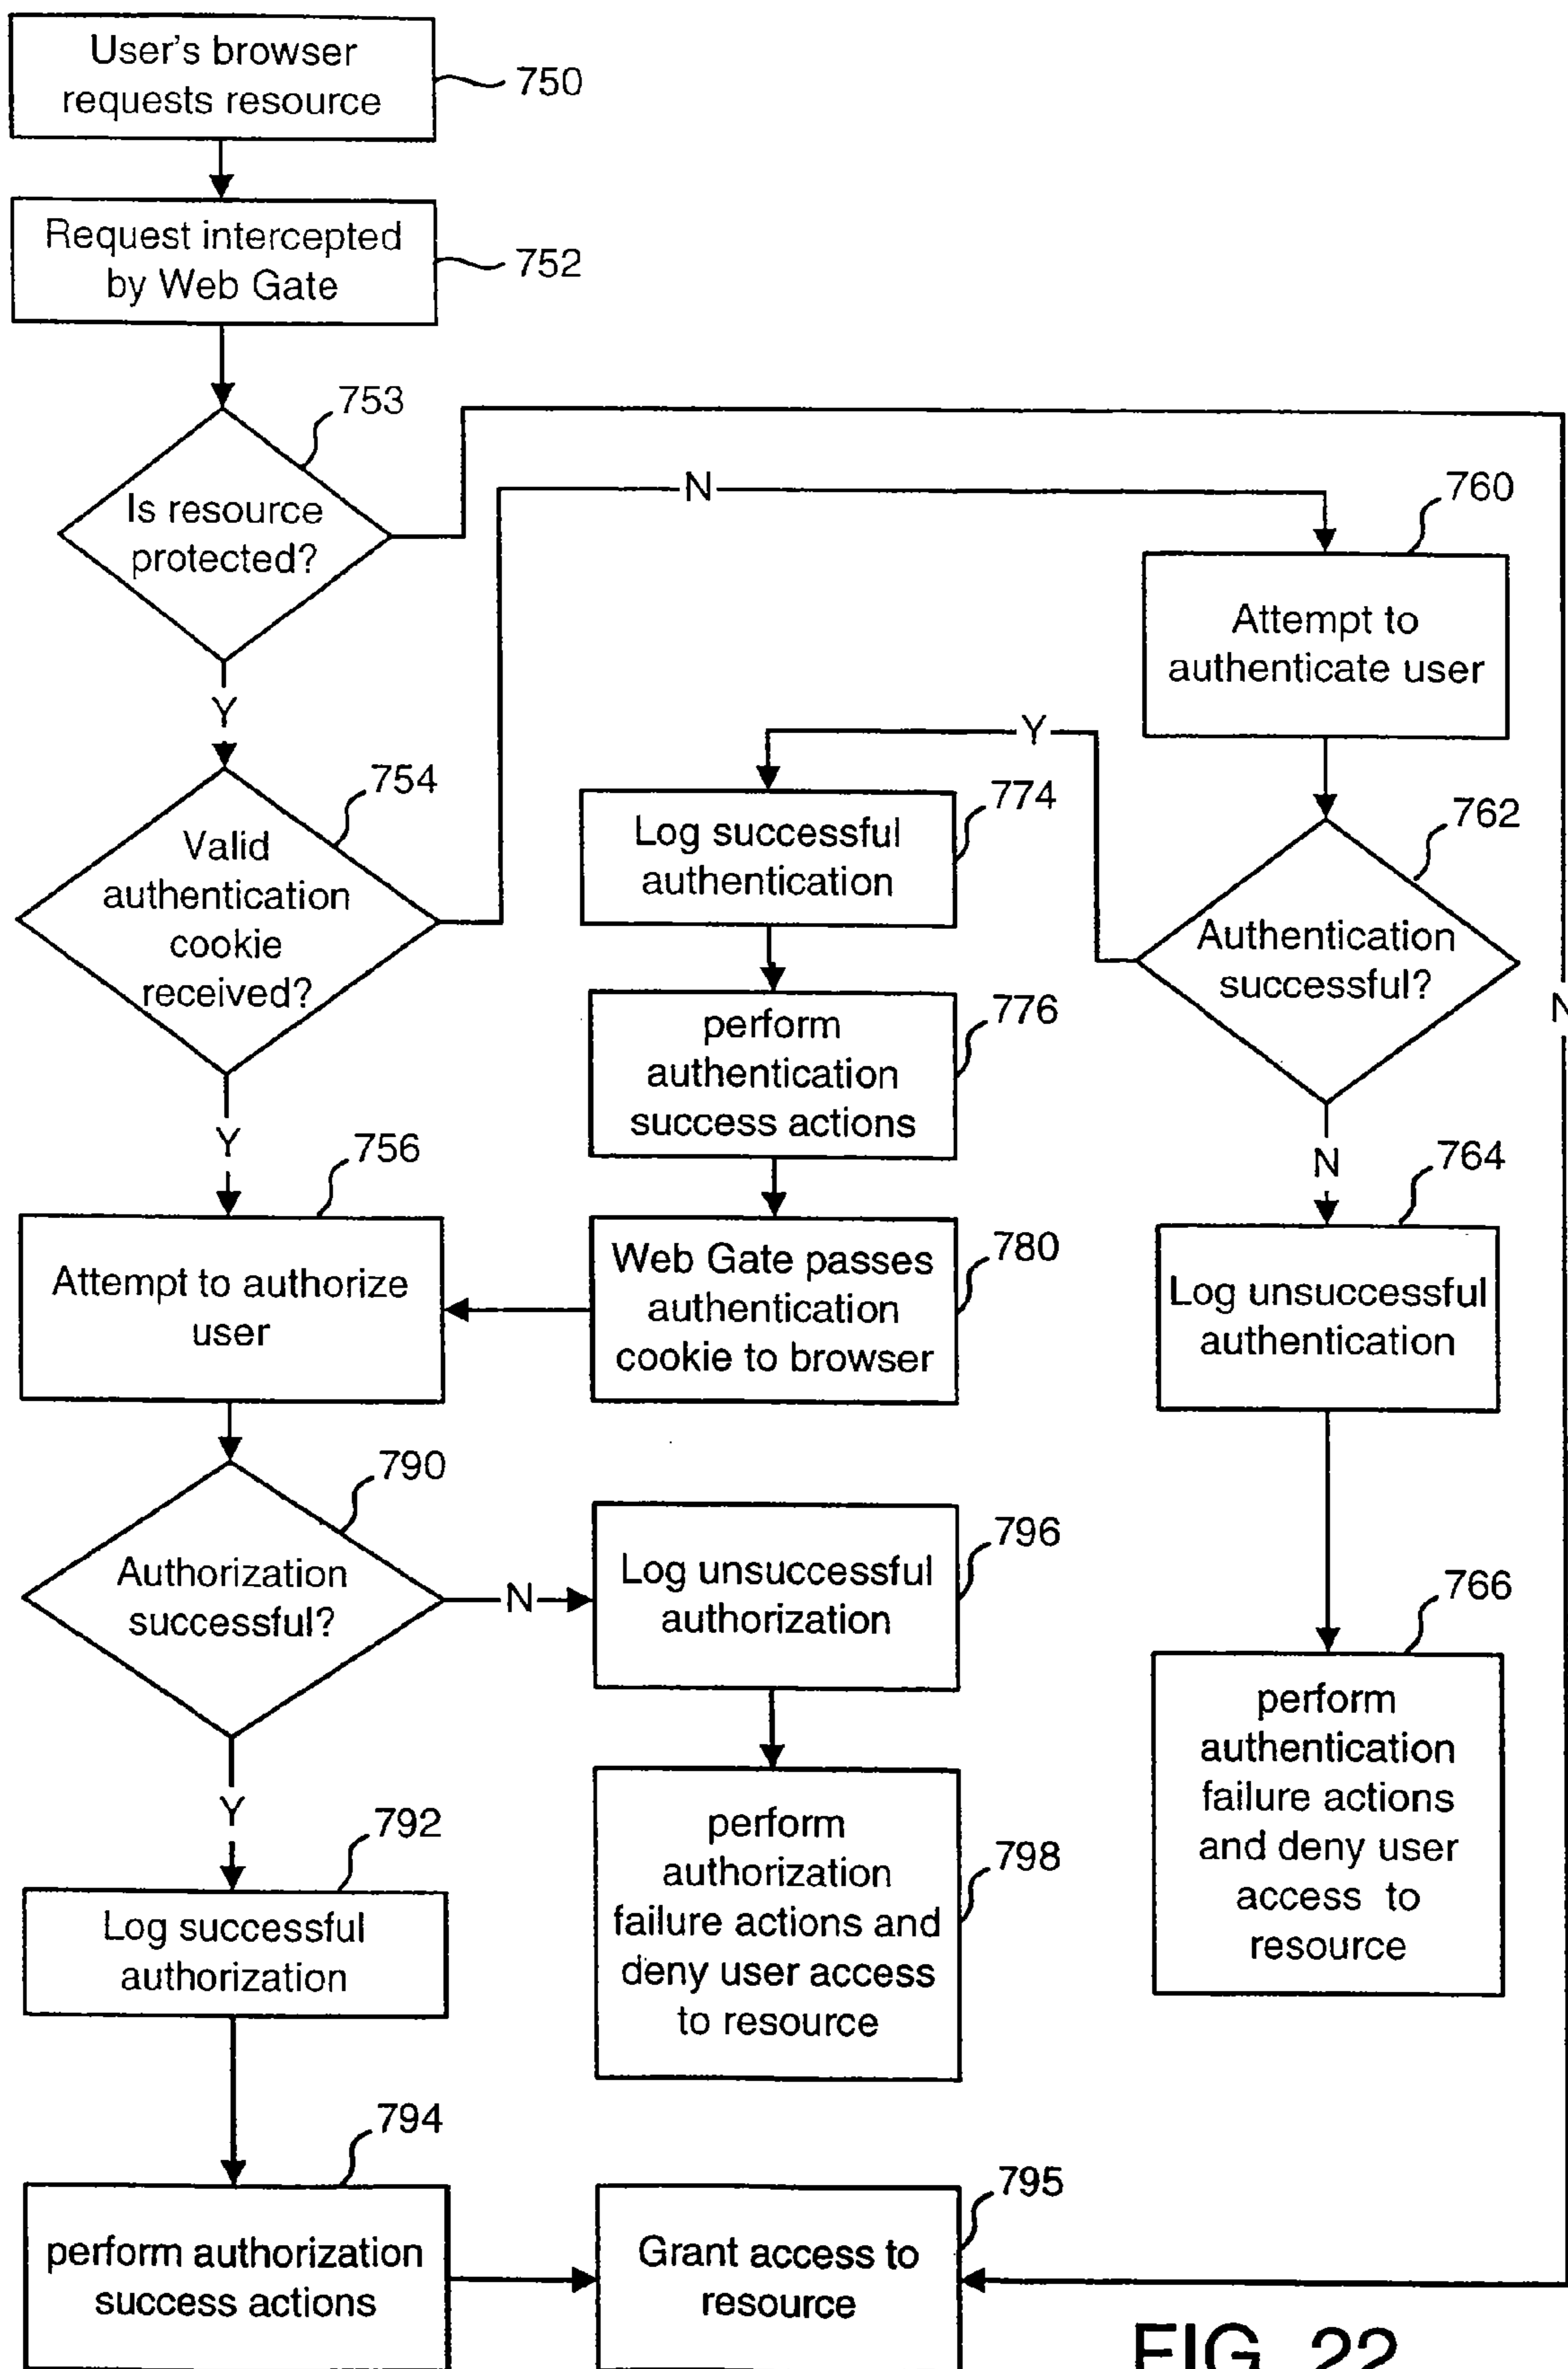 User's browser
requests resource
750
Request intercepted
by Web Gate
752
753
Is resource
protected?
N
760
Attempt to
authenticate user
Y
754
Valid
authentication
cookie
received?
Y
774
Log successful
authentication
762
Authentication
successful?
N
776
perform
authentication
success actions
Y
756
Attempt to authorize
user
780
Web Gate passes
authentication
cookie to browser
N
764
Log unsuccessful
authentication
790
Authorization
successful?
N
796
Log unsuccessful
authorization
766
perform
authentication
failure actions
and deny user
access to
resource
Y
792
Log successful
authorization
798
perform
authorization
failure actions and
deny user access
to resource
794
perform authorization
success actions
795
Grant access to
resource
FIG. 22